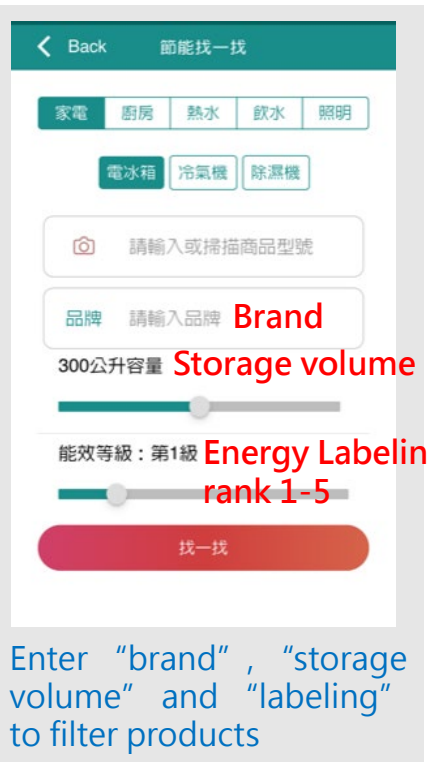 Back 節能找一找
家電 廚房 熱水 飲水 照明
電冰箱 冷氣機 除濕機
請輸入或掃描商品型號
品牌 請輸入品牌 Brand
300公升容量 Storage volume
能效等級：第1級 Energy Labelin
rank 1-5
找一找
Enter “brand” , “storage
volume” and “labeling”
to filter products